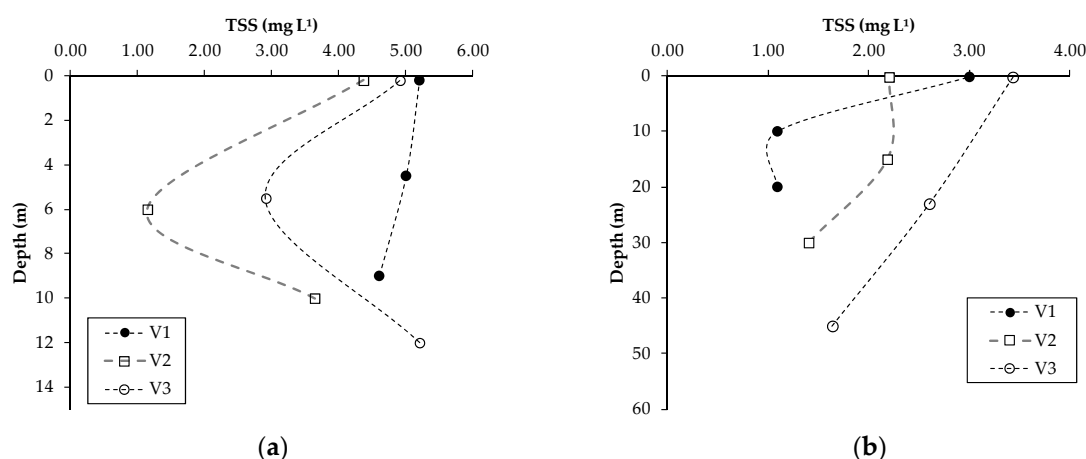 TSS (mg L¹)
0.00 1.00 2.00 3.00 4.00 5.00 6.00
0
2
4
6
8
10
12
14
Depth (m)
V1
V2
V3
(a)
TSS (mg L¹)
0.00 1.00 2.00 3.00 4.00
0
10
20
30
40
50
60
Depth (m)
V1
V2
V3
(b)